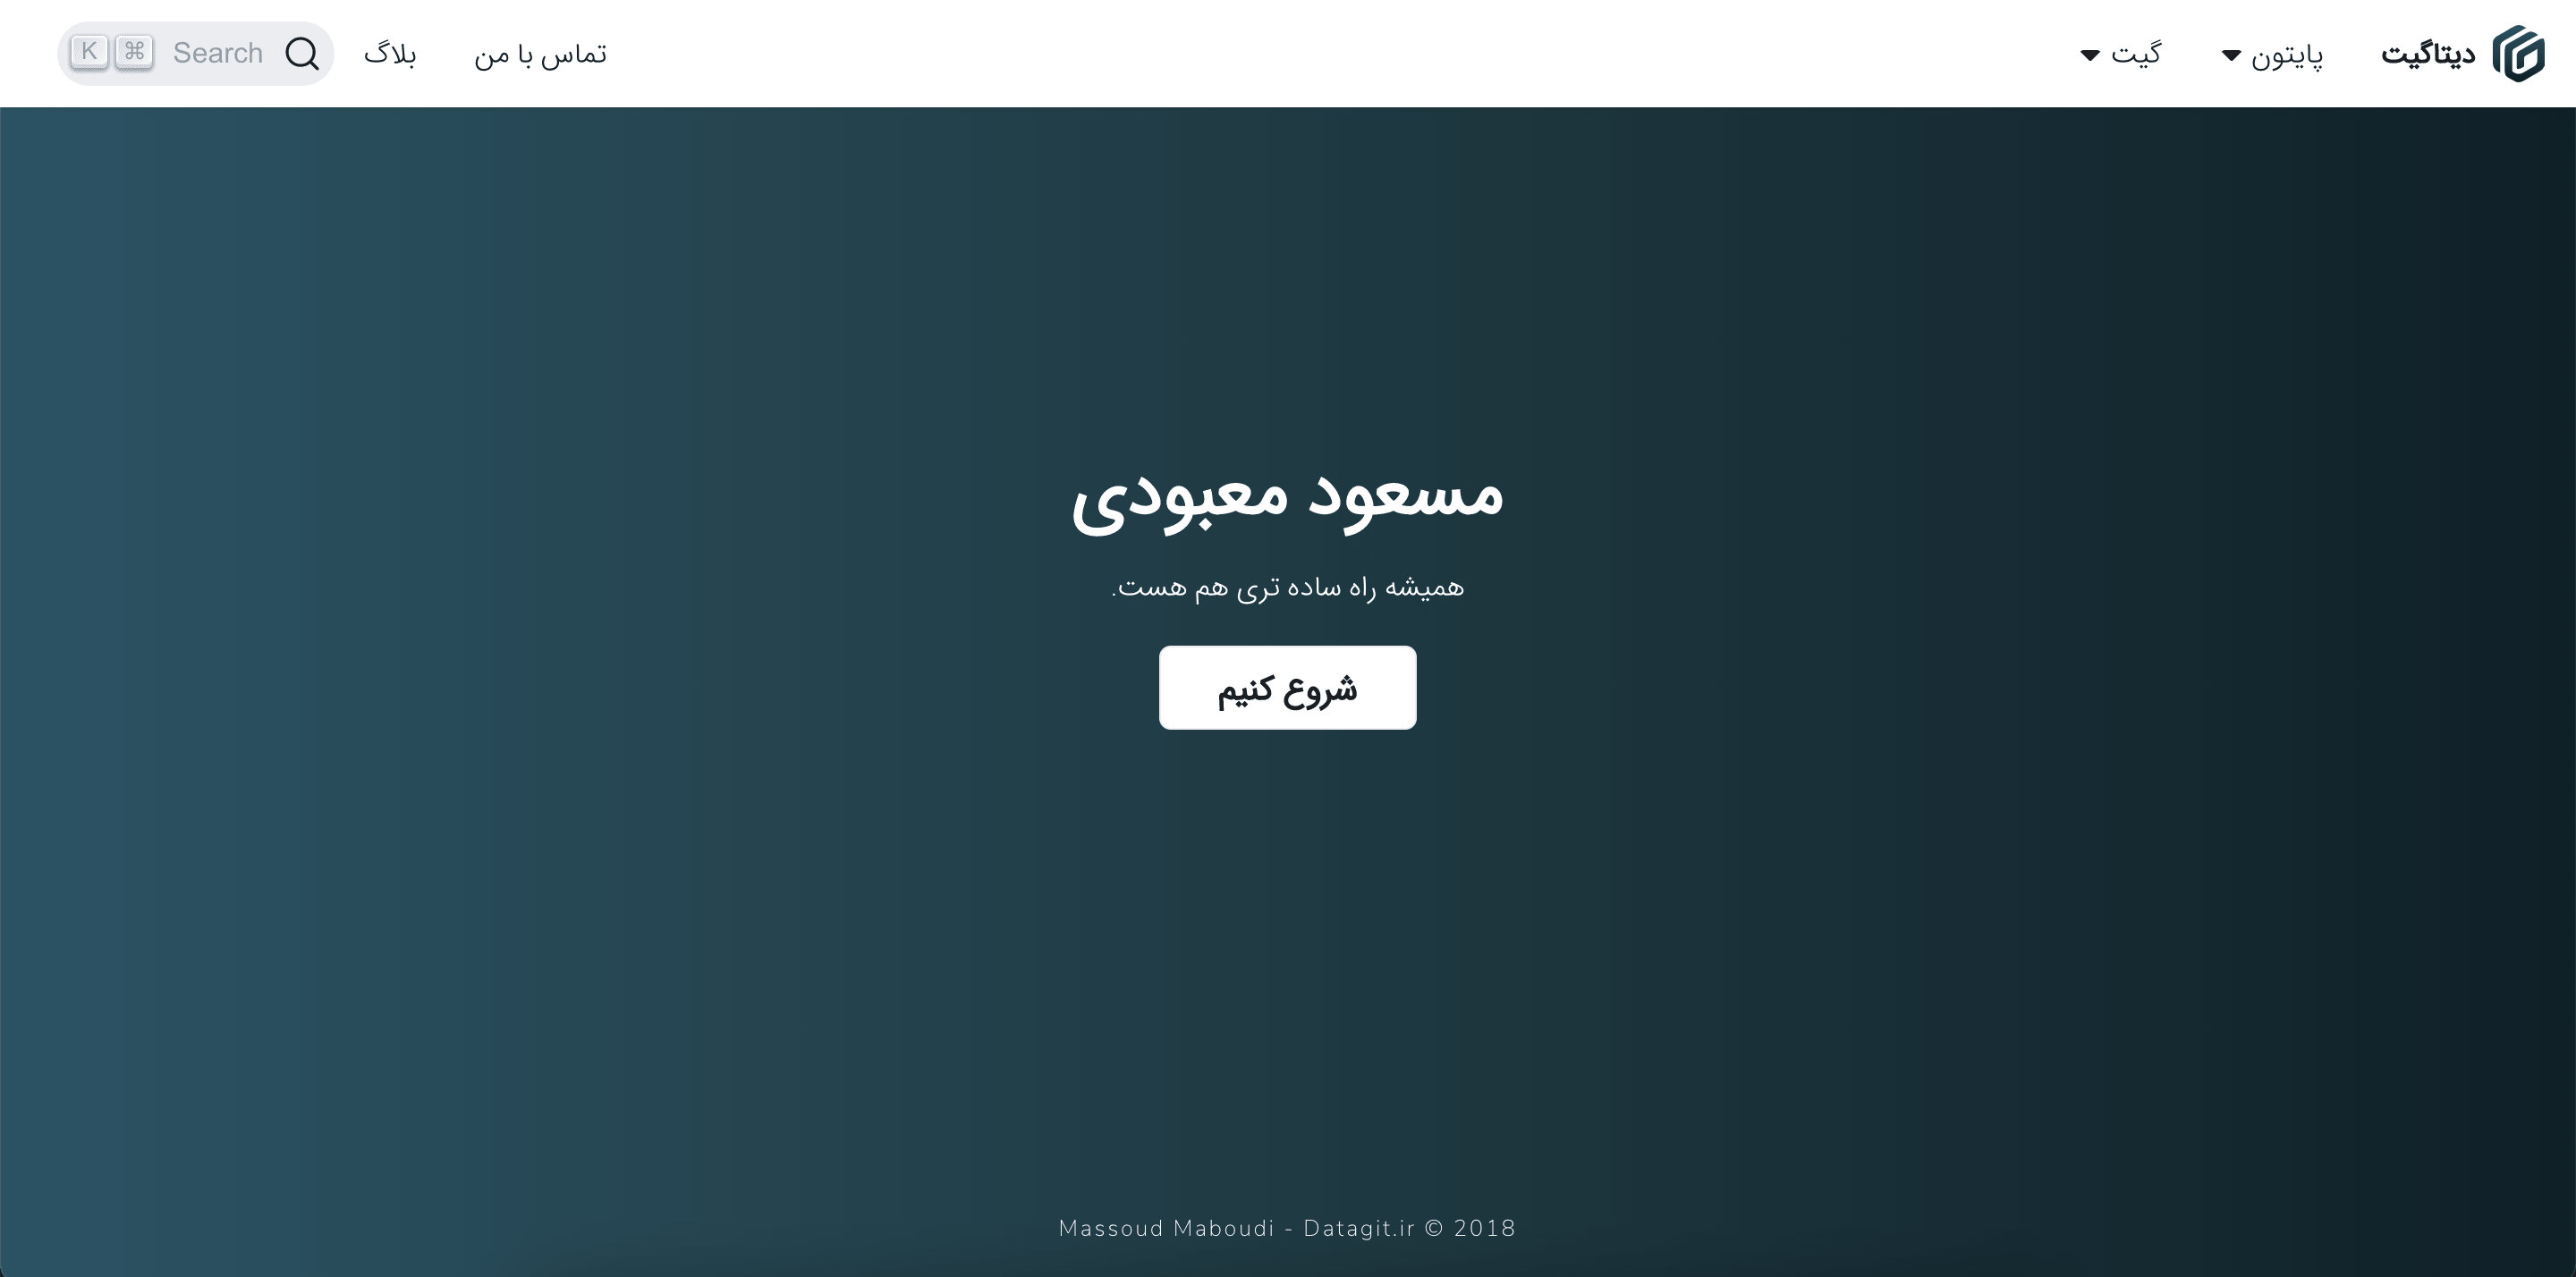 دیتاگیت
پایتون
گیت
تماس با من
بلاگ
Search ⌘ K
مسعود معبودی
همیشه راه ساده تری هم هست.
شروع کنیم
Massoud Maboudi - Datagit.ir © 2018